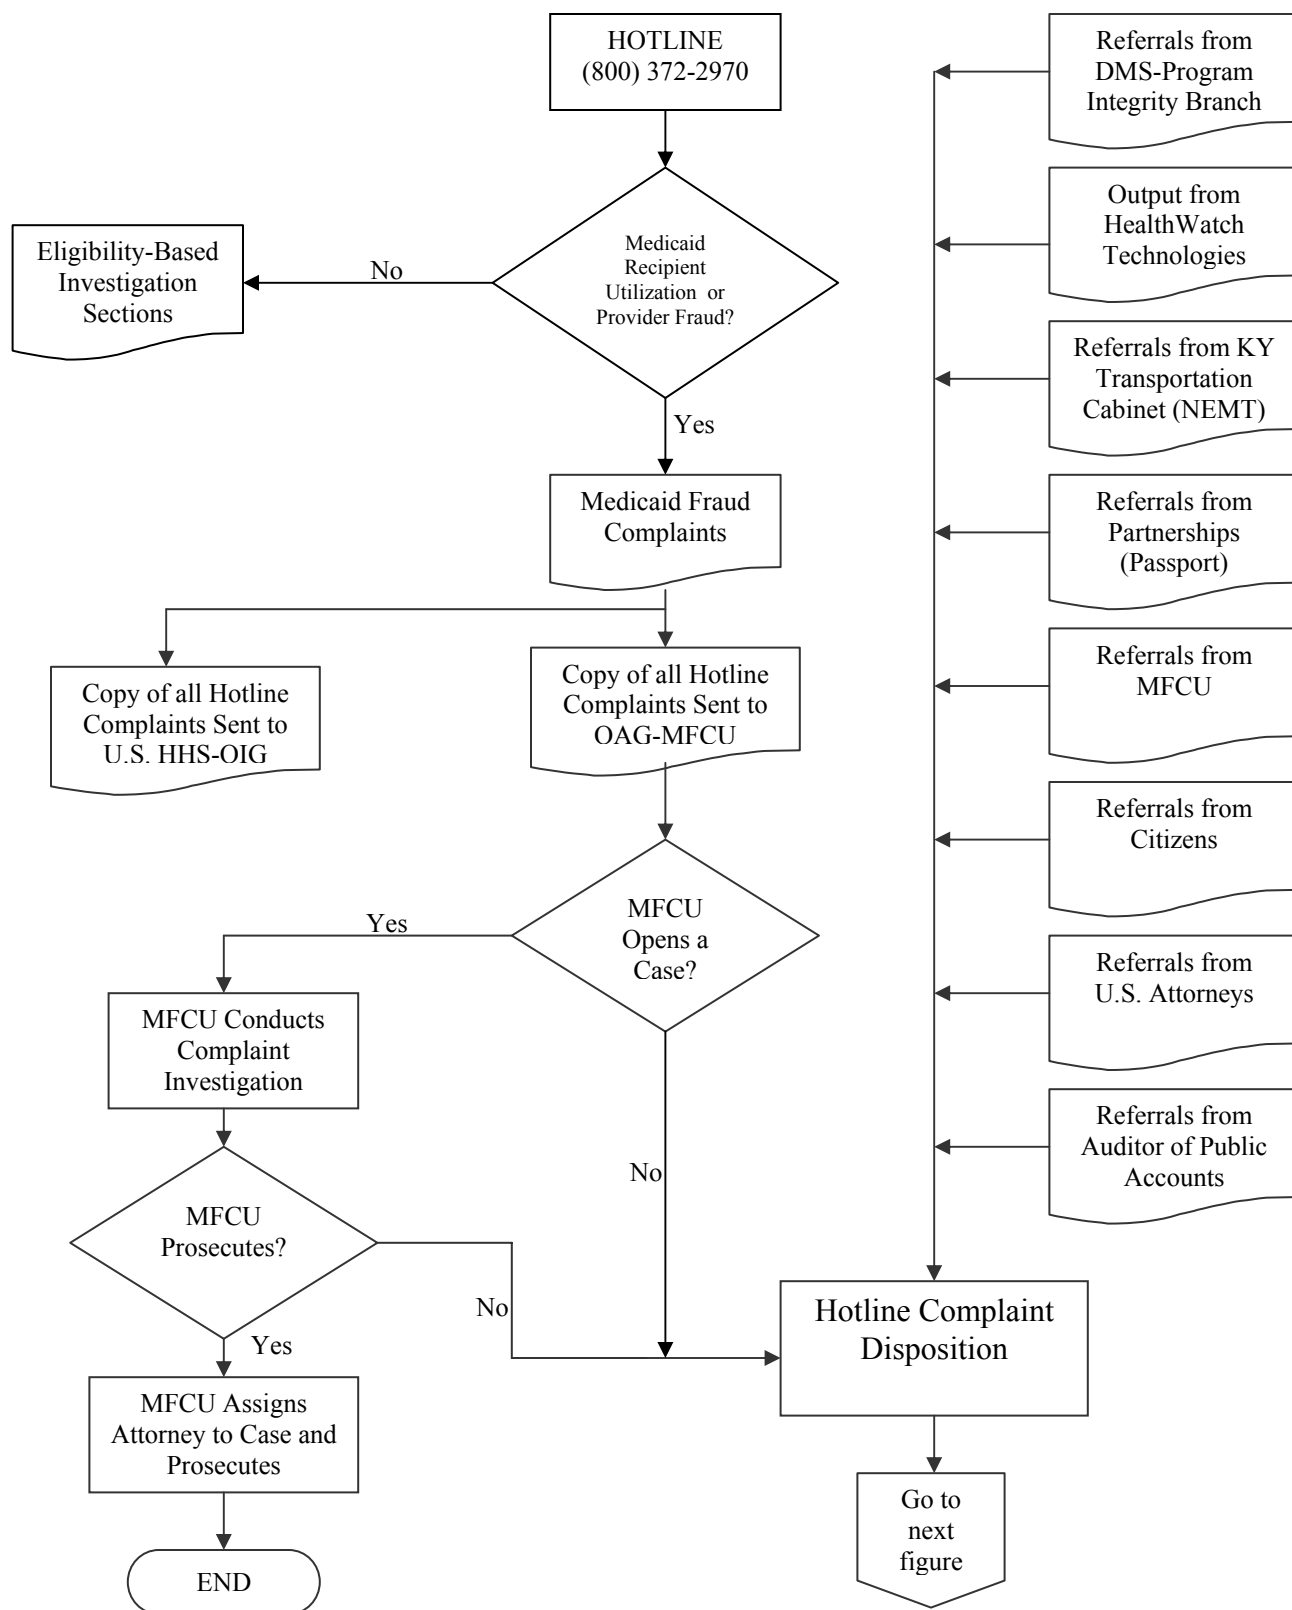 HOTLINE
(800) 372-2970
Medicaid
Recipient
Utilization or
Provider Fraud?
No
Eligibility-Based
Investigation
Sections
Yes
Medicaid Fraud
Complaints
Copy of all Hotline
Complaints Sent to
U.S. HHS-OIG
Copy of all Hotline
Complaints Sent to
OAG-MFCU
MFCU
Opens a
Case?
Yes
MFCU Conducts
Complaint
Investigation
No
MFCU
Prosecutes?
No
Yes
MFCU Assigns
Attorney to Case and
Prosecutes
END
Referrals from
DMS-Program
Integrity Branch
Output from
HealthWatch
Technologies
Referrals from KY
Transportation
Cabinet (NEMT)
Referrals from
Partnerships
(Passport)
Referrals from
MFCU
Referrals from
Citizens
Referrals from
U.S. Attorneys
Referrals from
Auditor of Public
Accounts
Hotline Complaint
Disposition
Go to
next
figure